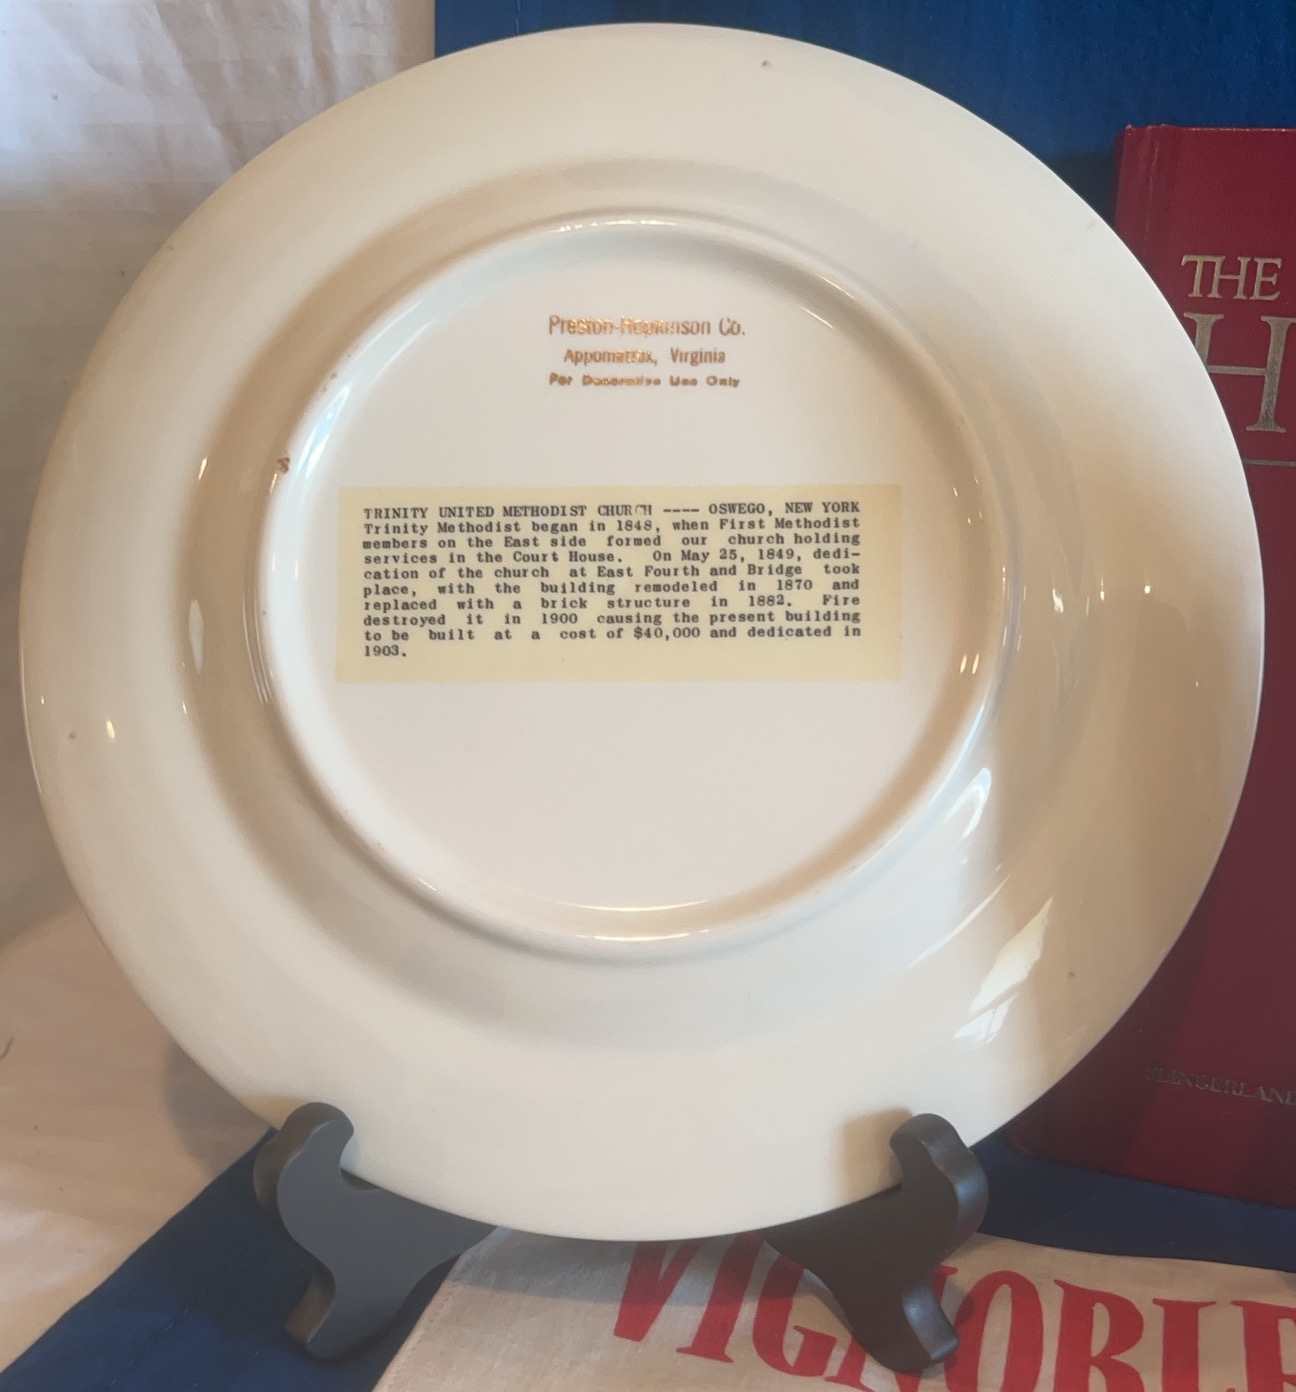 Preston-Hopkinson Co.
Appomattox, Virginia
For Decorative Use Only
TRINITY UNITED METHODIST CHURCH ---- OSWEGO, NEW YORK
Trinity Methodist began in 1848, when First Methodist
members on the East side formed our church holding
services in the Court House. On May 25, 1849, dedi-
cation of the church at East Fourth and Bridge took
place, with the building remodeled in 1870 and
replaced with a brick structure in 1882. Fire
destroyed it in 1900 causing the present building
to be built at a cost of $40,000 and dedicated in
1903.
THE
H
SLINGERLAND
VIGNOBLE